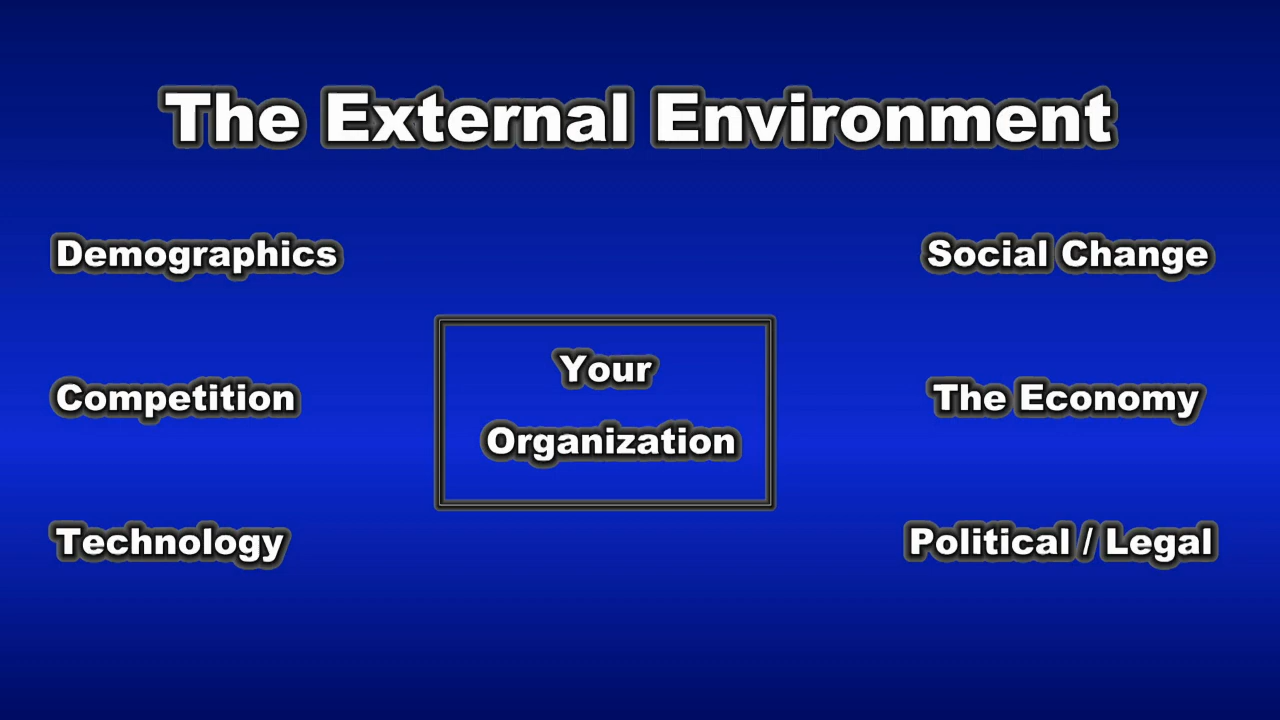 The External Environment
Demographics
Social Change
Your
Competition
The Economy
Organization
Technology
Political / Legal